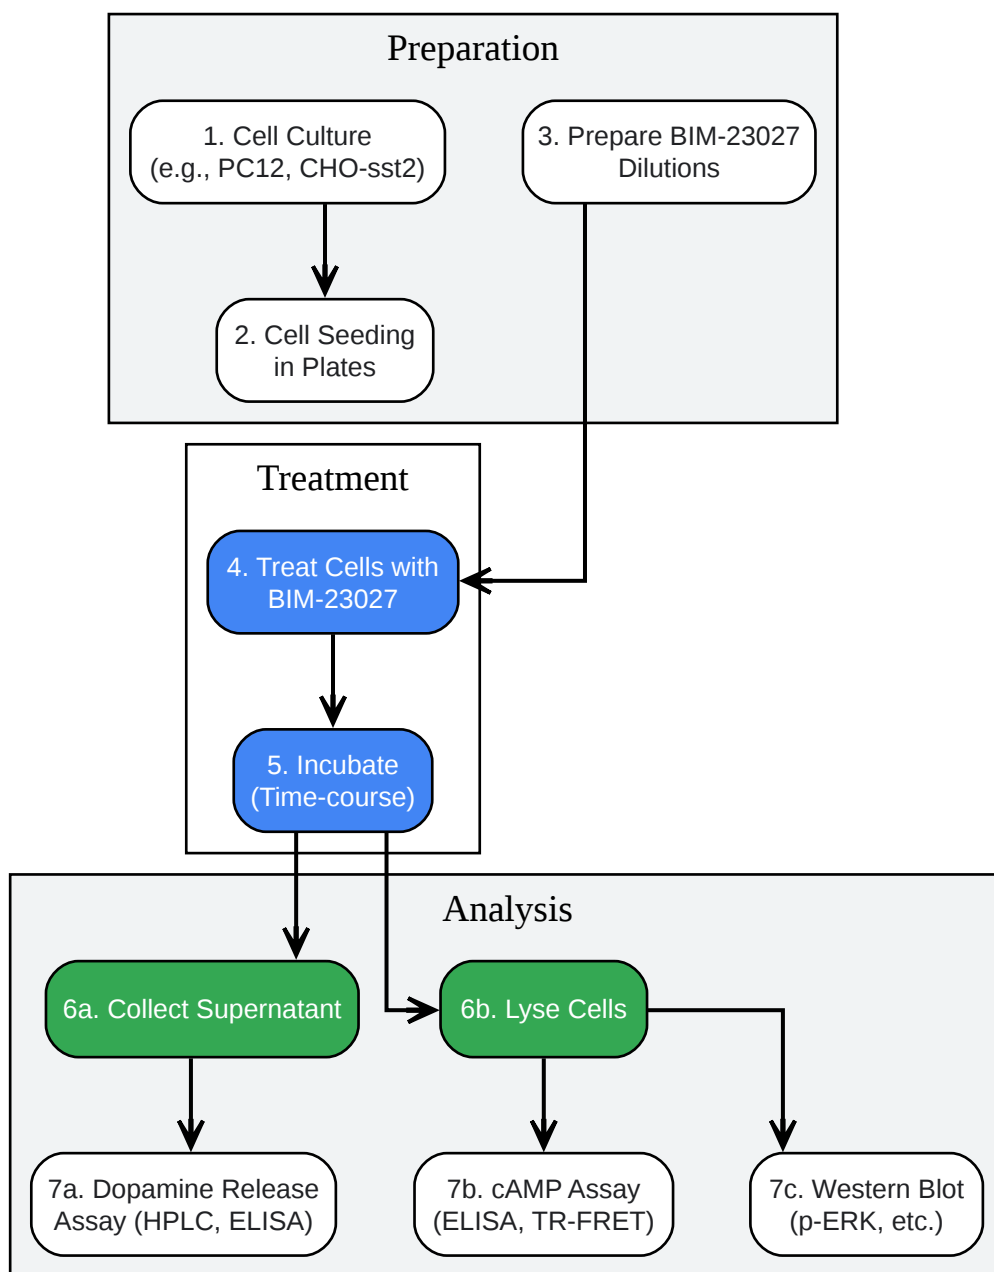 Preparation
1. Cell Culture
(e.g., PC12, CHO-sst2)
3. Prepare BIM-23027
Dilutions
2. Cell Seeding
in Plates
Treatment
4. Treat Cells with
BIM-23027
5. Incubate
(Time-course)
Analysis
6a. Collect Supernatant
6b. Lyse Cells
7a. Dopamine Release
Assay (HPLC, ELISA)
7b. cAMP Assay
(ELISA, TR-FRET)
7c. Western Blot
(p-ERK, etc.)